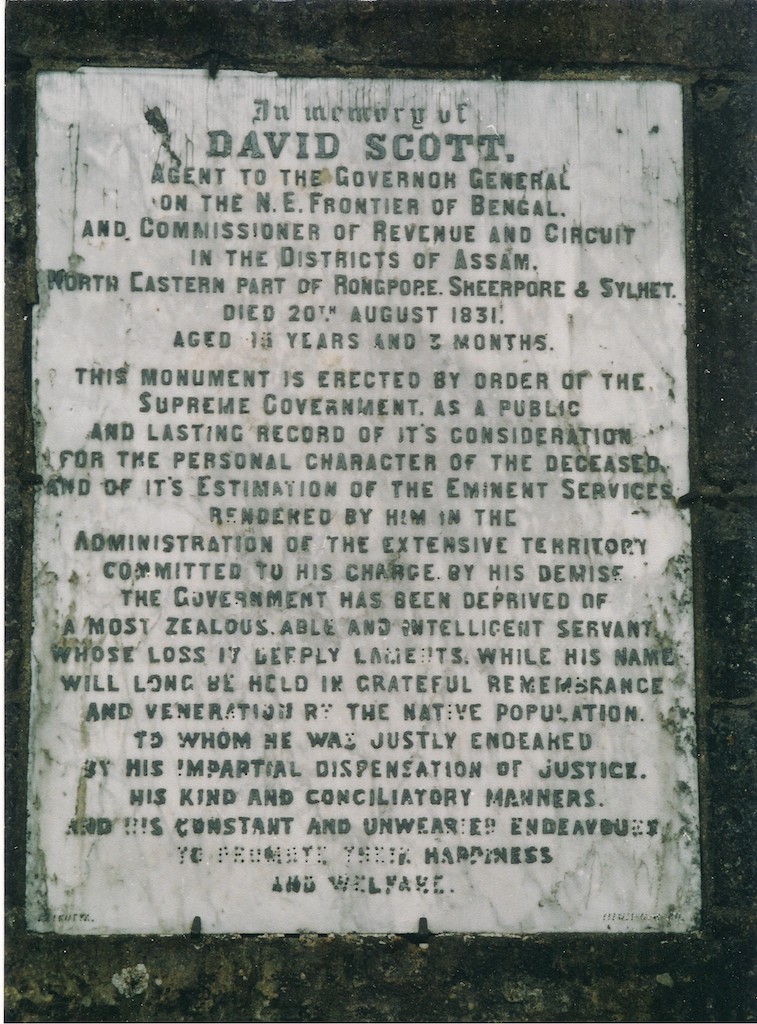 In memory of
DAVID SCOTT.
AGENT TO THE GOVERNOR GENERAL
ON THE N.E. FRONTIER OF BENGAL.
AND COMMISSIONER OF REVENUE AND CIRCUIT
IN THE DISTRICTS OF ASSAM.
NORTH EASTERN PART OF RONGPORE. SHEERPORE & SYLHET.
DIED 20TH AUGUST 1831.
AGED YEARS AND 3 MONTHS.
THIS MONUMENT IS ERECTED BY ORDER OF THE
SUPREME GOVERNMENT. AS A PUBLIC
AND LASTING RECORD OF IT'S CONSIDERATION
FOR THE PERSONAL CHARACTER OF THE DECEASED.
AND OF IT'S ESTIMATION OF THE EMINENT SERVICES
RENDERED BY HIM IN THE
ADMINISTRATION OF THE EXTENSIVE TERRITORY
COMMITTED TO HIS CHARGE. BY HIS DEMISE
THE GOVERNMENT HAS BEEN DEPRIVED OF
A MOST ZEALOUS. ABLE AND INTELLIGENT SERVANT.
WHOSE LOSS IT DEEPLY LAMENTS. WHILE HIS NAME
WILL LONG BE HELD IN GRATEFUL REMEMBRANCE
AND VENERATION BY THE NATIVE POPULATION.
TO WHOM HE WAS JUSTLY ENDEARED
BY HIS IMPARTIAL DISPENSATION OF JUSTICE.
HIS KIND AND CONCILIATORY MANNERS.
AND HIS CONSTANT AND UNWEARIED ENDEAVOURS
TO PROMOTE THEIR HAPPINESS
AND WELFARE.